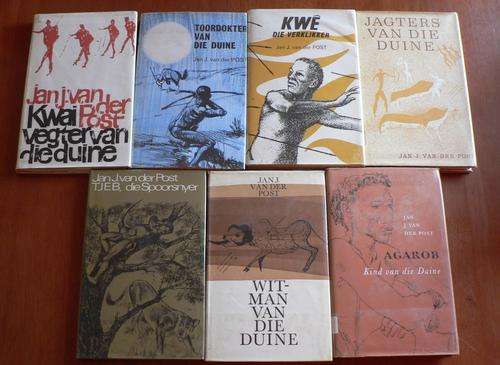 jan j. van
der
Kwai
Post
vegter van
die duine
TOORDOKTER
VAN
DIE DUINE
Jan J. van der POST
KWÊ
DIE VERKLIKKER
Jan J. van der POST
JAGTERS VAN DIE
DUINE
JAN J. VAN DER POST
Jan J. van der Post
T.J.E.B, die Spoorsnyer
JAN J.
VAN DER
POST
WIT-
MAN
VAN
DIE
DUINE
JAN
J. VAN
DER POST
AGAROB
Kind van die Duine